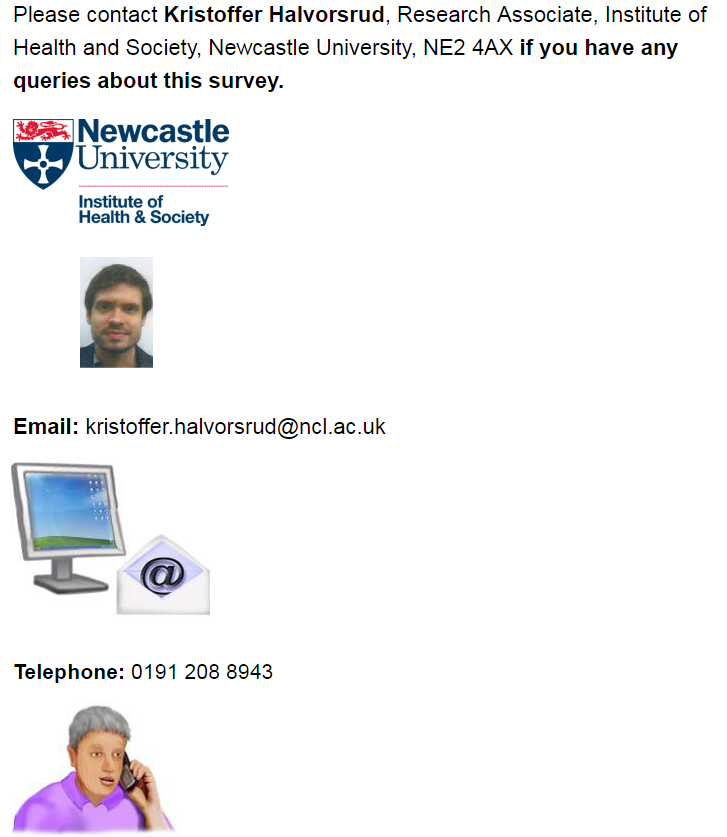 Please contact Kristoffer Halvorsrud, Research Associate, Institute of
Health and Society, Newcastle University, NE2 4AX if you have any
queries about this survey.
Newcastle
University
Institute of
Health & Society
Email: kristoffer.halvorsrud@ncl.ac.uk
@
Telephone: 0191 208 8943